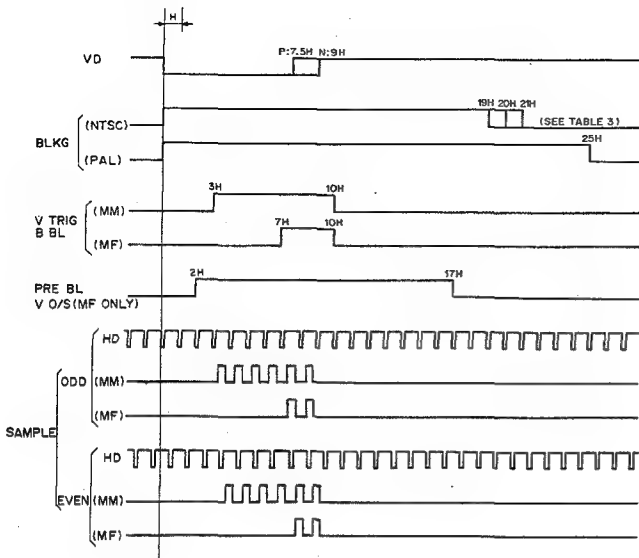 H
VD
P:7.5H N:9H
BLKG
(NTSC)
19H 20H 21H
(SEE TABLE 3)
(PAL)
25H
V TRIG
B BL
(MM)
3H
10H
(MF)
7H
10H
PRE BL
V O/S(MF ONLY)
2H
17H
SAMPLE
ODD
HD
(MM)
(MF)
EVEN
HD
(MM)
(MF)